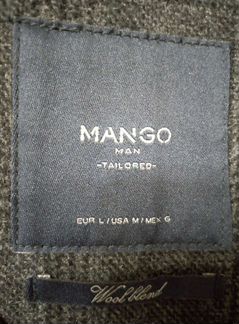 MANGO
MAN
-TAILORED-
EUR L / USA M / MEX G
Wool blend